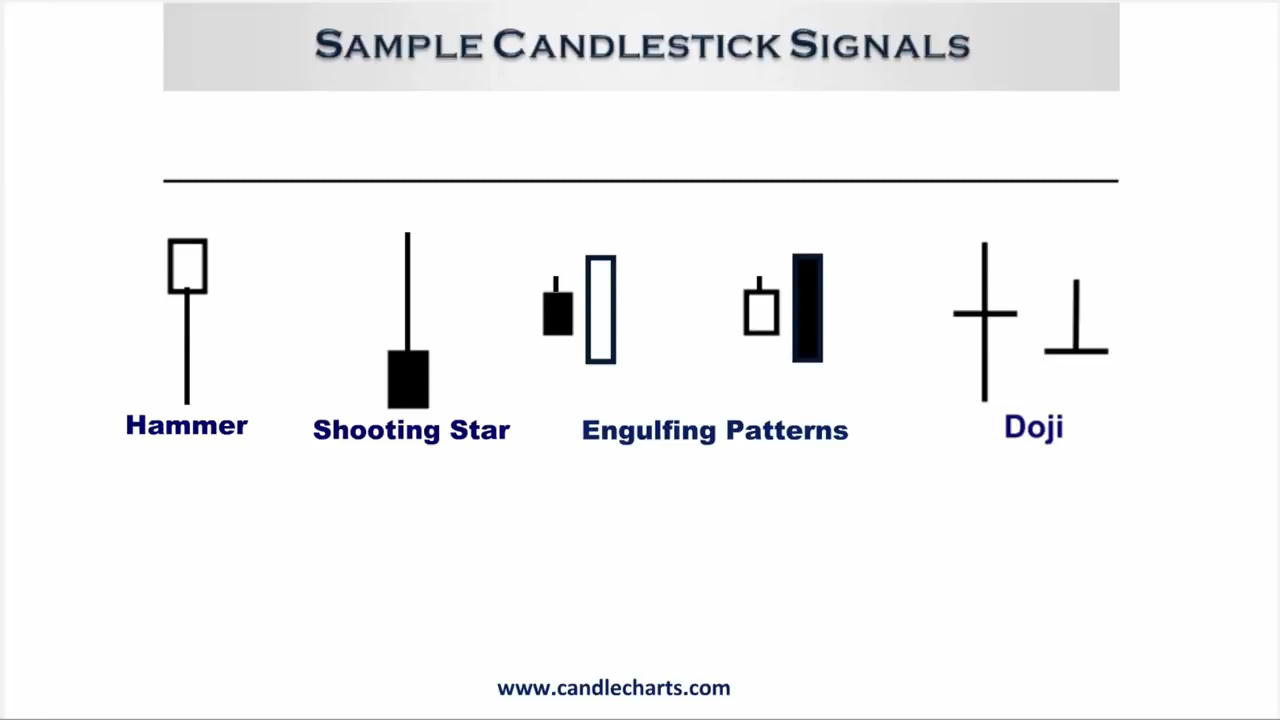 SAMPLE CANDLESTICK SIGNALS
Hammer
Shooting Star
Engulfing Patterns
Doji
www.candlecharts.com